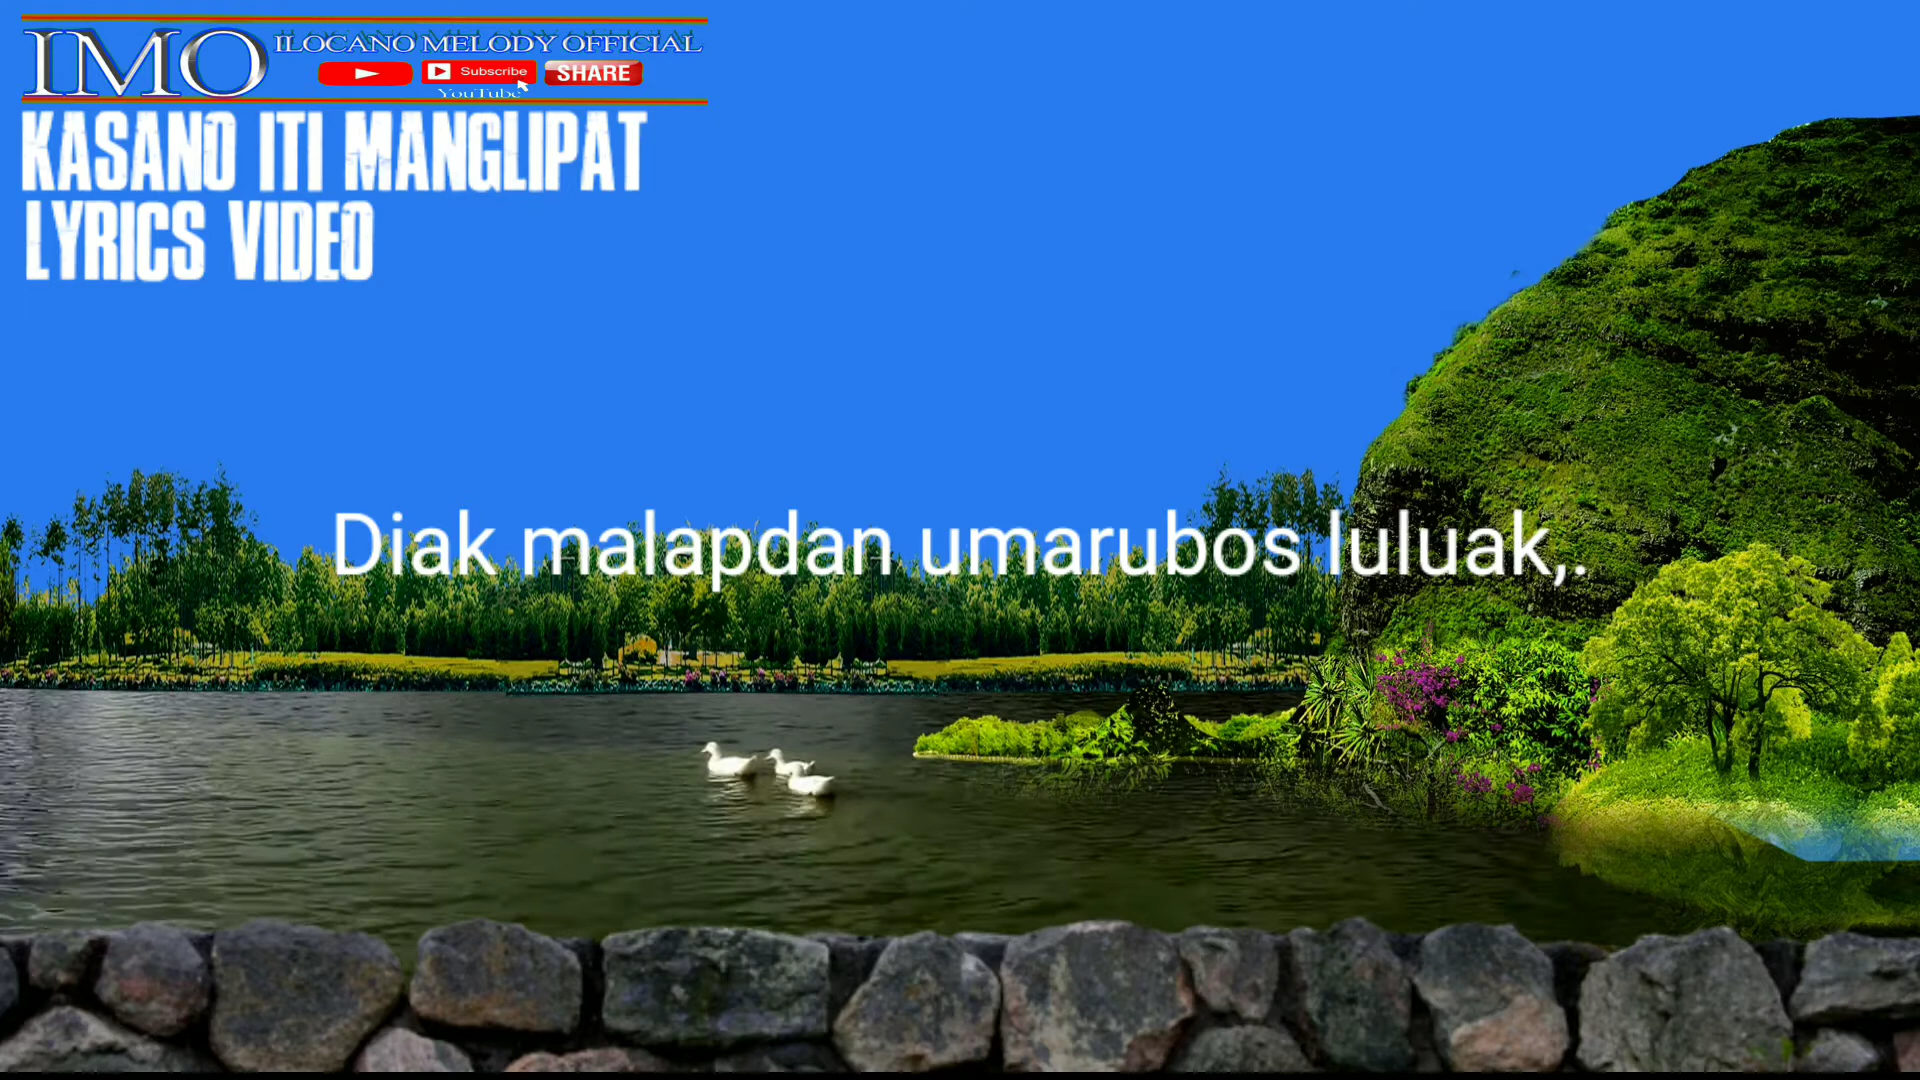 IMO
ILOCANO MELODY OFFICIAL
Subscribe
SHARE
YouTube
KASANO ITI MANGLIPAT
LYRICS VIDEO
Diak malapdan umarubos luluak,.